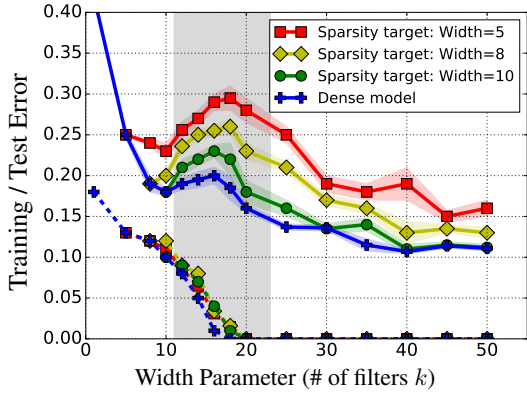 0.40
0.35
0.30
0.25
0.20
0.15
0.10
0.05
0.00
Training / Test Error
Sparsity target: Width=5
Sparsity target: Width=8
Sparsity target: Width=10
Dense model
0 10 20 30 40 50
Width Parameter (# of filters k)